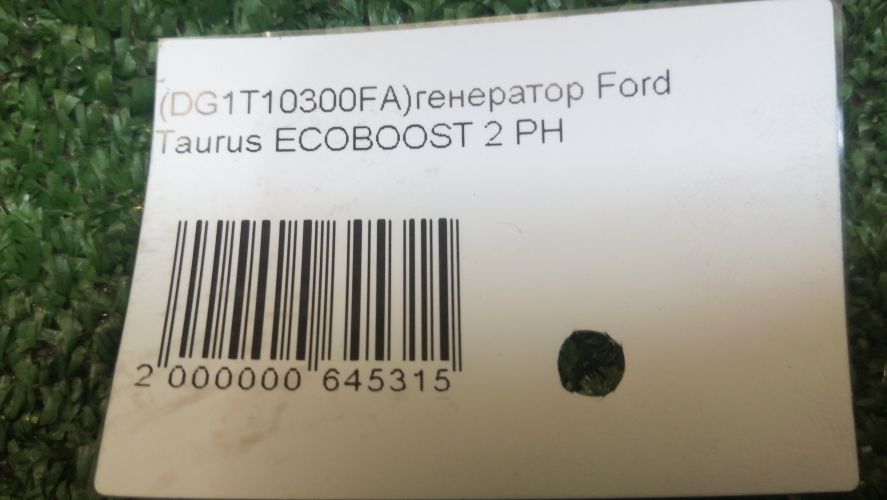 (DG1T10300FA)генератор Ford
Taurus ECOBOOST 2 PH
2 000000 645315